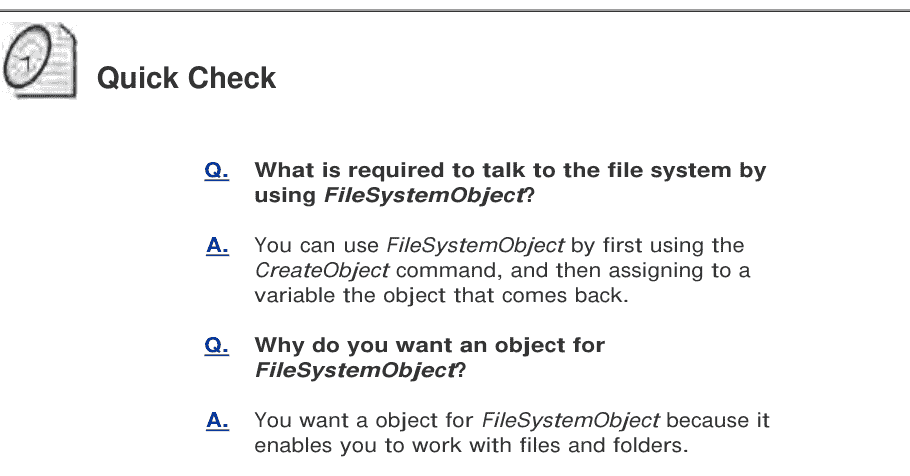 Quick Check
Q. What is required to talk to the file system by
using FileSystemObject?
A. You can use FileSystemObject by first using the
CreateObject command, and then assigning to a
variable the object that comes back.
Q. Why do you want an object for
FileSystemObject?
A. You want a object for FileSystemObject because it
enables you to work with files and folders.